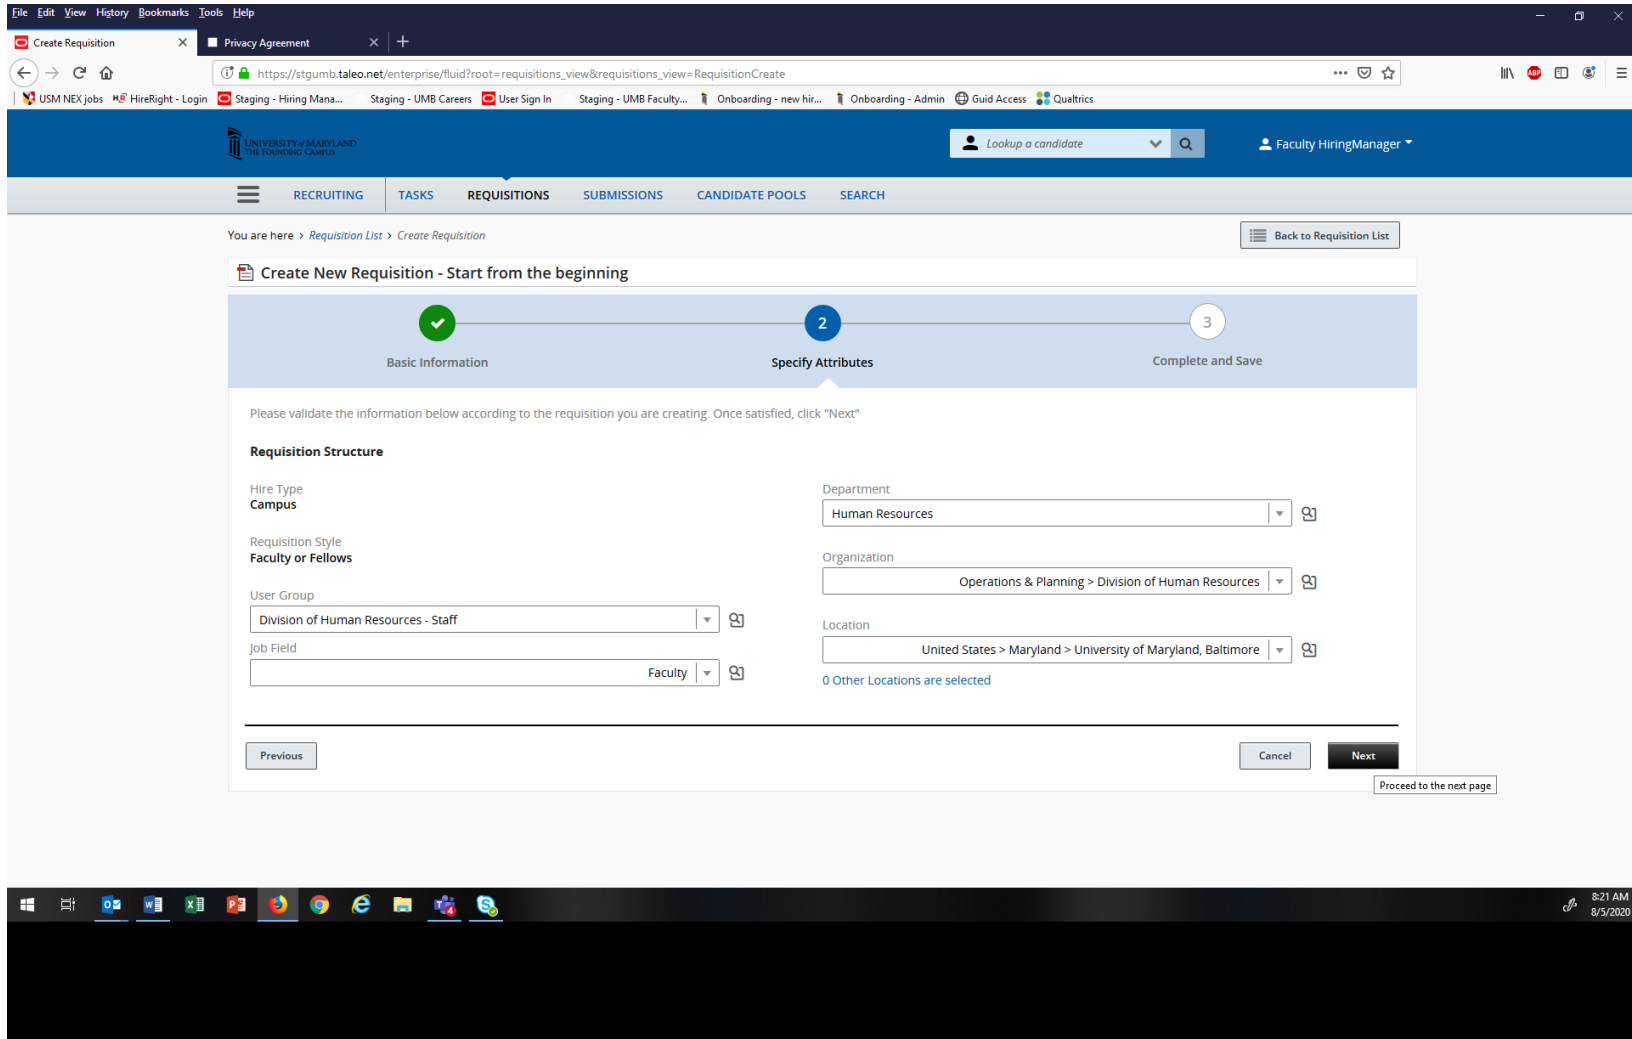 File Edit View History Bookmarks Tools Help
Create Requisition
Privacy Agreement
https://stgumb.taleo.net/enterprise/fluid?root=requisitions_view&requisitions_view=RequisitionCreate
ABP
USM NEX jobs HireRight - Login Staging - Hiring Mana... Staging - UMB Careers User Sign In Staging - UMB Faculty... Onboarding - new hir... Onboarding - Admin Guid Access Qualtrics
UNIVERSITY of MARYLAND
THE FOUNDING CAMPUS
Lookup a candidate
Faculty HiringManager
RECRUITING TASKS REQUISITIONS SUBMISSIONS CANDIDATE POOLS SEARCH
You are here > Requisition List > Create Requisition
Back to Requisition List
Create New Requisition - Start from the beginning
2
3
Basic Information
Specify Attributes
Complete and Save
Please validate the information below according to the requisition you are creating. Once satisfied, click "Next"
Requisition Structure
Hire Type
Campus
Requisition Style
Faculty or Fellows
User Group
Division of Human Resources - Staff
Job Field
Faculty
Department
Human Resources
Organization
Operations & Planning > Division of Human Resources
Location
United States > Maryland > University of Maryland, Baltimore
0 Other Locations are selected
Previous
Cancel
Next
Proceed to the next page
4
8:21 AM
8/5/2020